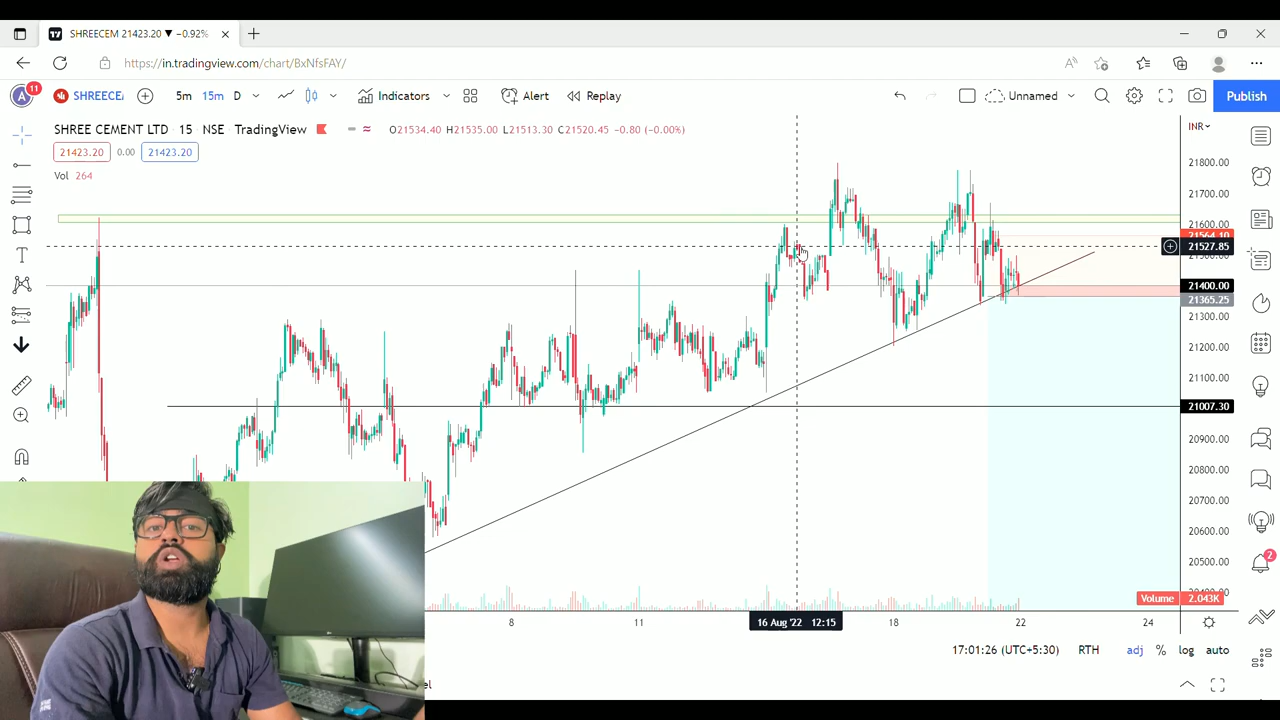 SHREECEM 21423.20 ▼ −0.92%
https://in.tradingview.com/chart/BxNfsFAY/
A 11 SHREECE 5m 15m D Indicators Alert Replay Unnamed Publish
SHREE CEMENT LTD · 15 · NSE · TradingView O21534.40 H21535.00 L21513.30 C21520.45 −0.80 (−0.00%)
INR
21423.20 0.00 21423.20
Vol 264
21800.00
21700.00
21600.00
21564.10
21527.85
21400.00
21365.25
21300.00
21200.00
21100.00
21007.30
20900.00
20800.00
20700.00
20600.00
20500.00
2
Volume 2.043K
8 11 16 Aug '22 12:15 18 22 24
17:01:26 (UTC+5:30) RTH adj % log auto